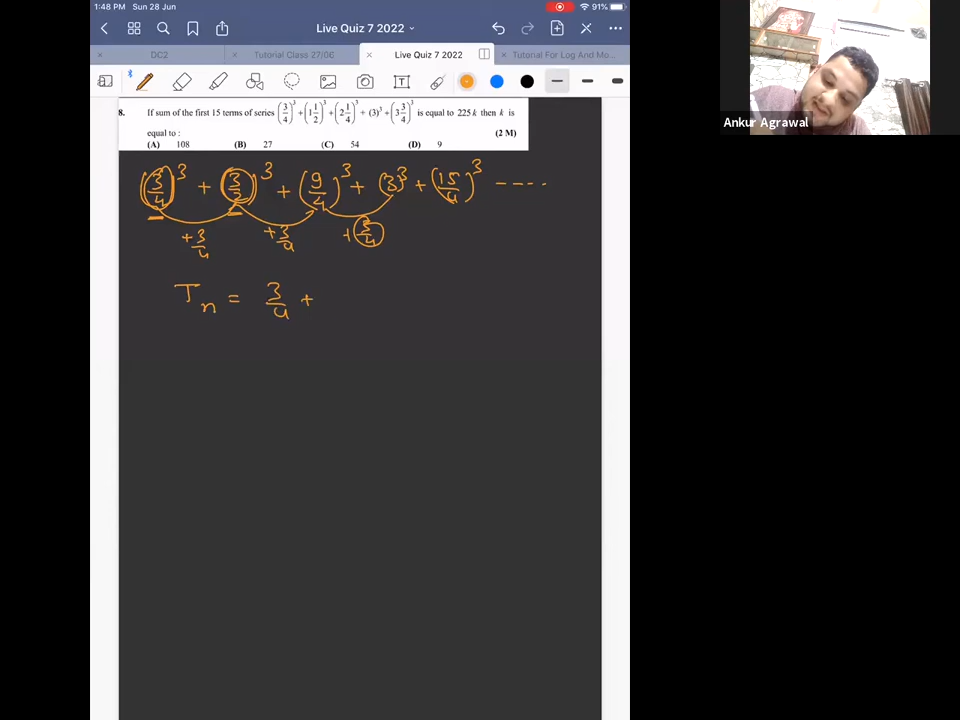 1:48 PM Sun 28 Jun 91%
Live Quiz 7 2022
DC2 Tutorial Class 27/06 Live Quiz 7 2022 Tutorial For Log And Mo...
8. If sum of the first 15 terms of series (3/4)³ + (1 1/2)³ + (2 1/4)³ + (3)³ + (3 3/4)³ is equal to 225 k then k is
equal to : (2 M)
(A) 108 (B) 27 (C) 54 (D) 9
(3/4)³ + (3/2)³ + (9/4)³ + (3)³ + (15/4)³ ----
+3/4 +3/4 +3/4
Tn = 3/4 +
Ankur Agrawal